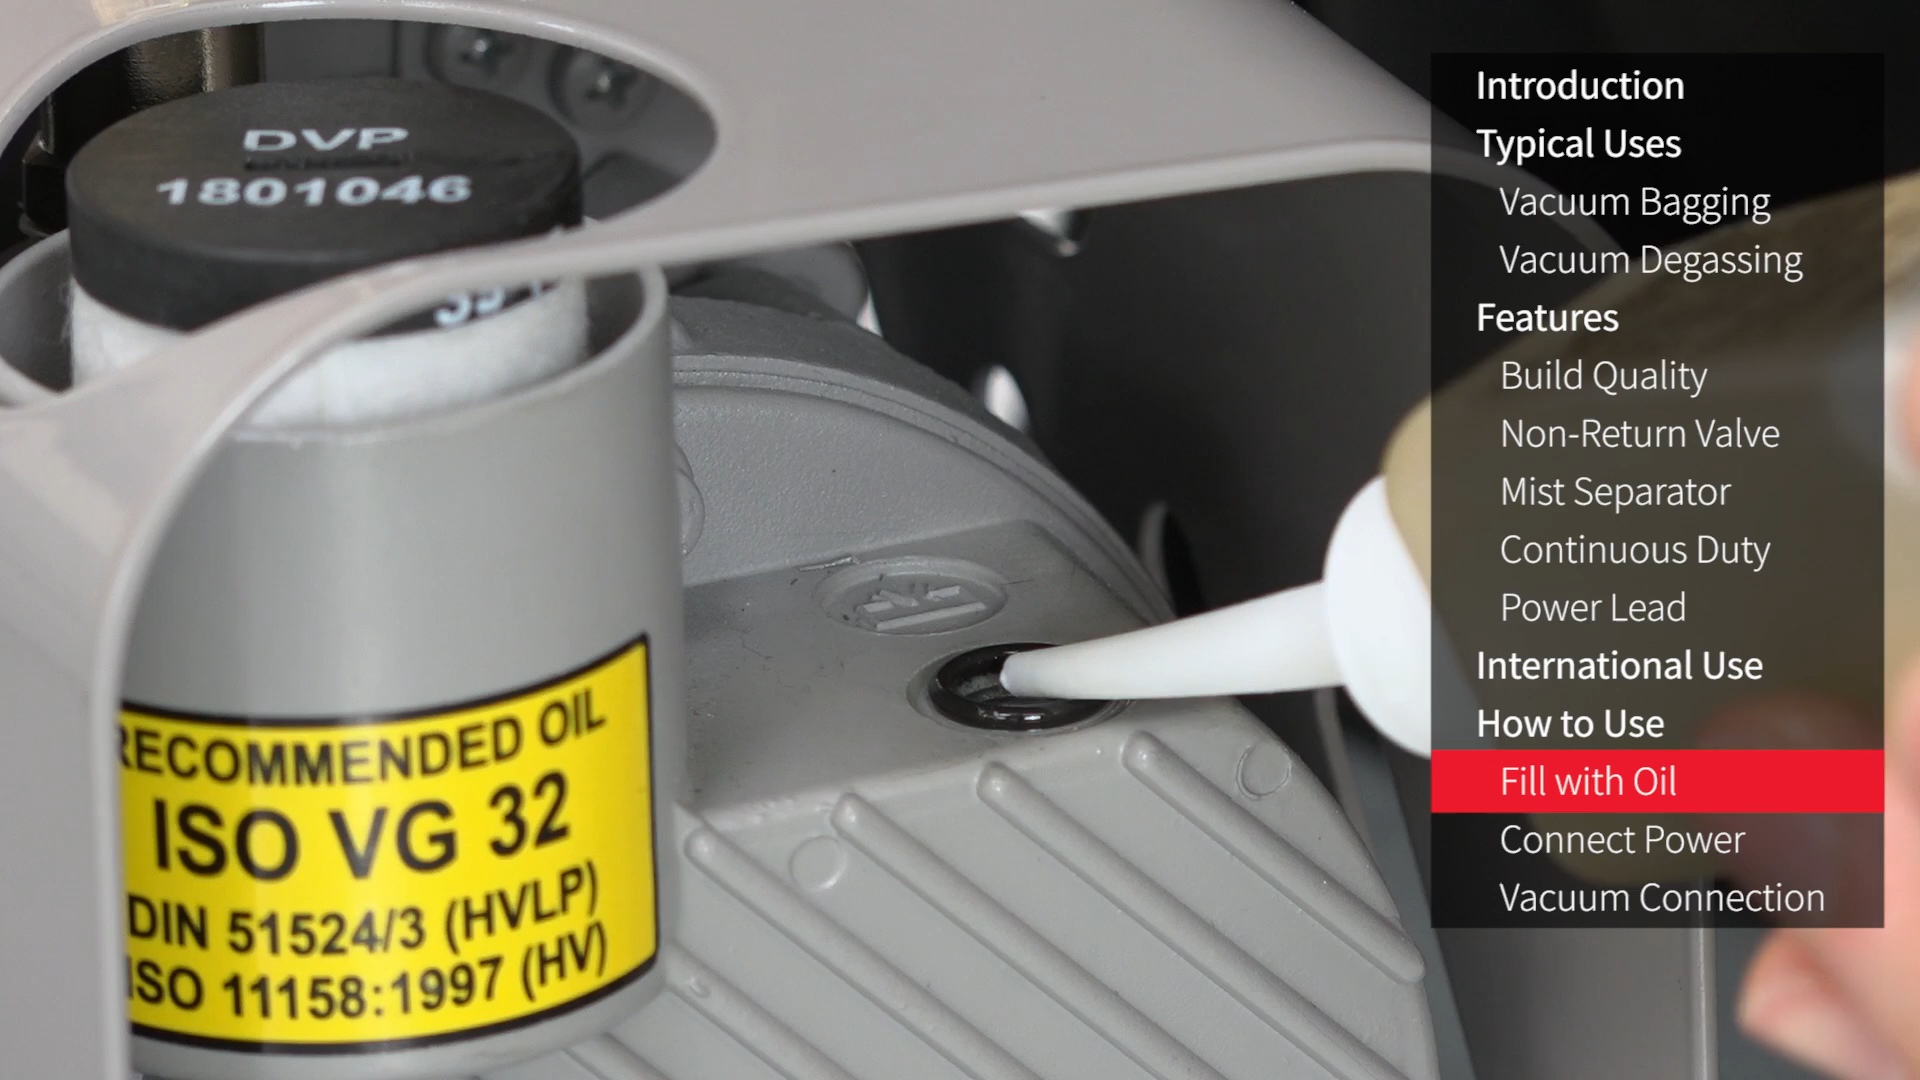 DVP
1801046
RECOMMENDED OIL
ISO VG 32
DIN 51524/3 (HVLP)
ISO 11158:1997 (HV)
Introduction
Typical Uses
Vacuum Bagging
Vacuum Degassing
Features
Build Quality
Non-Return Valve
Mist Separator
Continuous Duty
Power Lead
International Use
How to Use
Fill with Oil
Connect Power
Vacuum Connection